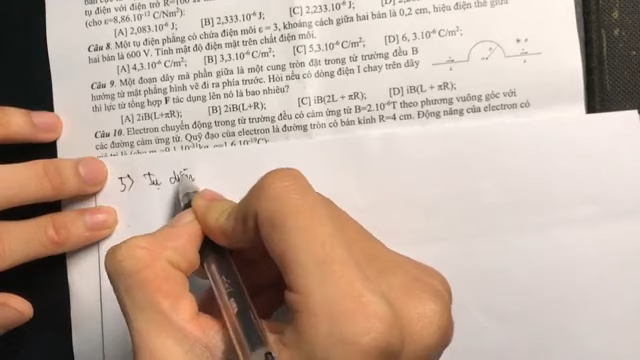 tụ điện với điện trở R=100
(cho ε=8,86.10⁻¹² C/Nm²):
[A] 2,083.10⁻⁶ J; [B] 2,333.10⁻⁶ J; [C] 2,233.10⁻⁶ J; [D]
Câu 8. Một tụ điện phẳng có chứa điện môi ε = 3, khoảng cách giữa hai bản là 0,2 cm, hiệu điện thế giữa
hai bản là 600 V. Tính mật độ điện mặt trên chất điện môi.
[A] 4,3.10⁻⁶ C/m²; [B] 3,3.10⁻⁶ C/m²; [C] 5,3.10⁻⁶ C/m²; [D] 6,3.10⁻⁶ C/m²;
Câu 9. Một đoạn dây mà phần giữa là một cung tròn đặt trong từ trường đều B
hướng từ mặt phẳng hình vẽ đi ra phía trước. Hỏi nếu có dòng điện I chạy trên dây
thì lực từ tổng hợp F tác dụng lên nó là bao nhiêu?
[A] 2iB(L+πR); [B] 2iB(L+R); [C] iB(2L + πR); [D] iB(L + πR);
Câu 10. Electron chuyển động trong từ trường đều có cảm ứng từ B=2.10⁻⁶T theo phương vuông góc với
các đường cảm ứng từ. Quỹ đạo của electron là đường tròn có bán kính R=4 cm. Động năng của electron có
5) Tụ điện